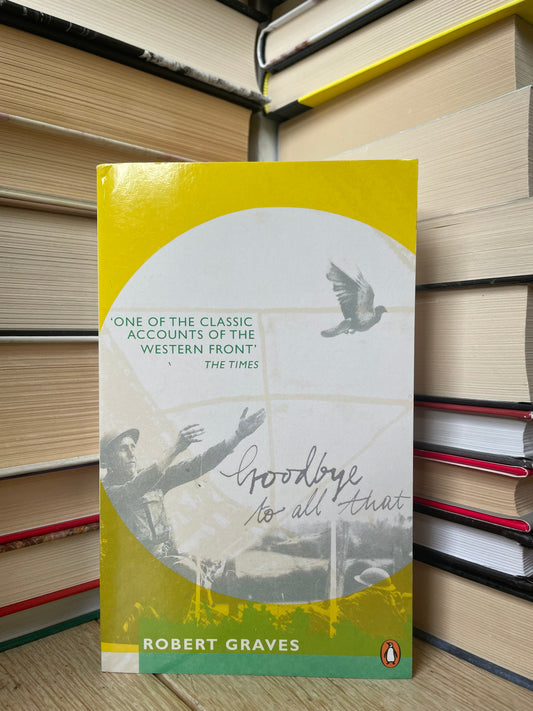 'ONE OF THE CLASSIC
ACCOUNTS OF THE
WESTERN FRONT'
THE TIMES
Goodbye
to all that
ROBERT GRAVES